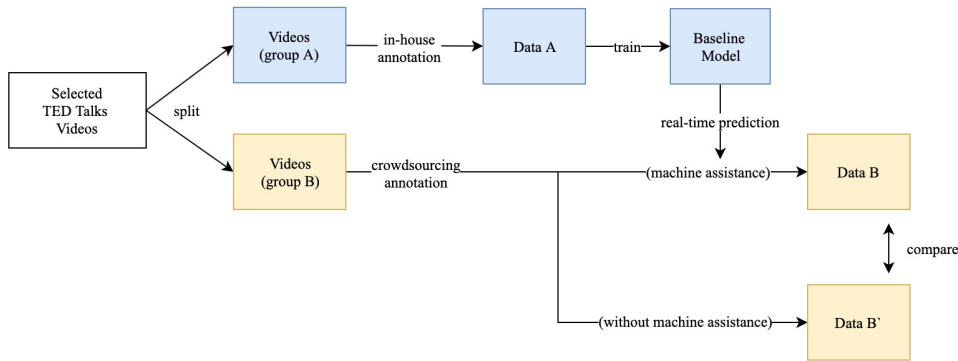 Selected
TED Talks
Videos
split
Videos
(group A)
in-house
annotation
Data A
train
Baseline
Model
real-time prediction
Videos
(group B)
crowdsourcing
annotation
(machine assistance)
Data B
compare
(without machine assistance)
Data B`